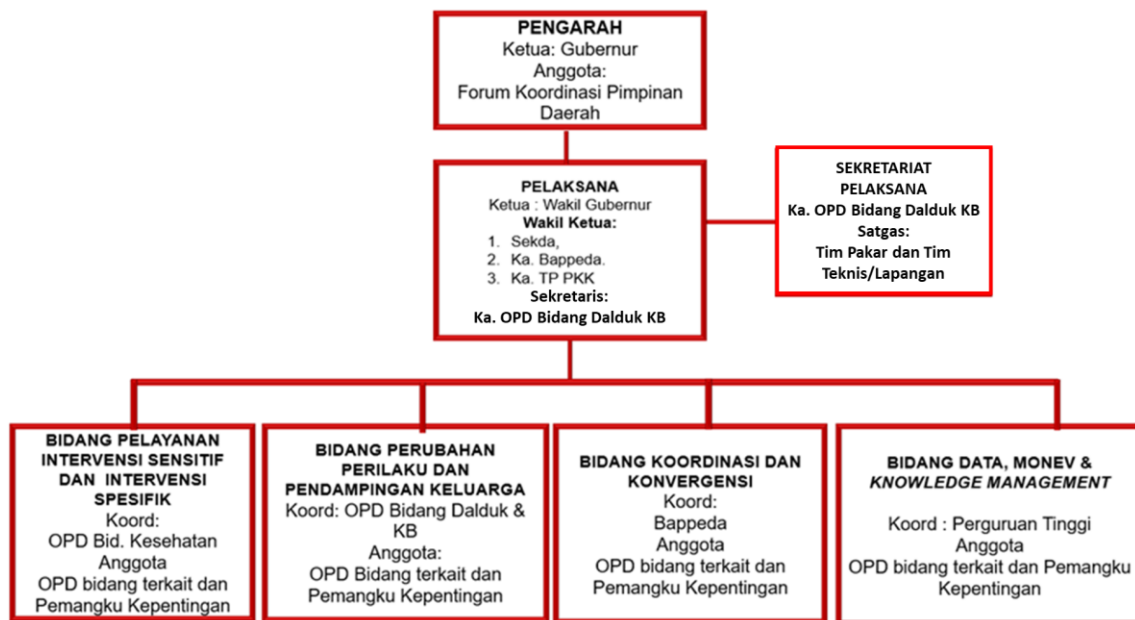 PENGARAH
Ketua: Gubernur
Anggota:
Forum Koordinasi Pimpinan
Daerah
PELAKSANA
Ketua : Wakil Gubernur
Wakil Ketua:
1. Sekda,
2. Ka. Bappeda.
3. Ka. TP PKK
Sekretaris:
Ka. OPD Bidang Dalduk KB
SEKRETARIAT
PELAKSANA
Ka. OPD Bidang Dalduk KB
Satgas:
Tim Pakar dan Tim
Teknis/Lapangan
BIDANG PELAYANAN
INTERVENSI SENSITIF
DAN INTERVENSI
SPESIFIK
Koord:
OPD Bid. Kesehatan
Anggota
OPD bidang terkait dan
Pemangku Kepentingan
BIDANG PERUBAHAN
PERILAKU DAN
PENDAMPINGAN KELUARGA
Koord: OPD Bidang Dalduk &
KB
Anggota:
OPD Bidang terkait dan
Pemangku Kepentingan
BIDANG KOORDINASI DAN
KONVERGENSI
Koord:
Bappeda
Anggota
OPD bidang terkait dan
Pemangku Kepentingan
BIDANG DATA, MONEV &
KNOWLEDGE MANAGEMENT
Koord : Perguruan Tinggi
Anggota
OPD bidang terkait dan Pemangku
Kepentingan